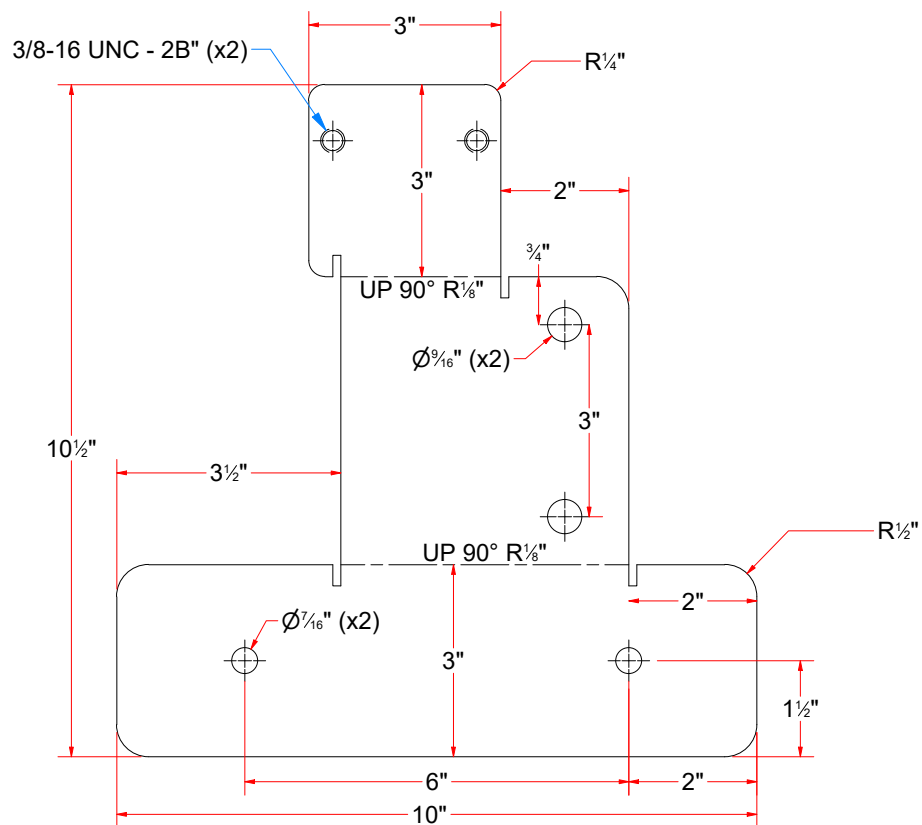 3"
3/8-16 UNC - 2B" (x2)
R¼"
3"
2"
¾"
UP 90° R⅛"
Ø9⁄16" (x2)
3"
10½"
3½"
R½"
UP 90° R⅛"
2"
Ø7⁄16" (x2)
3"
1½"
6"
2"
10"